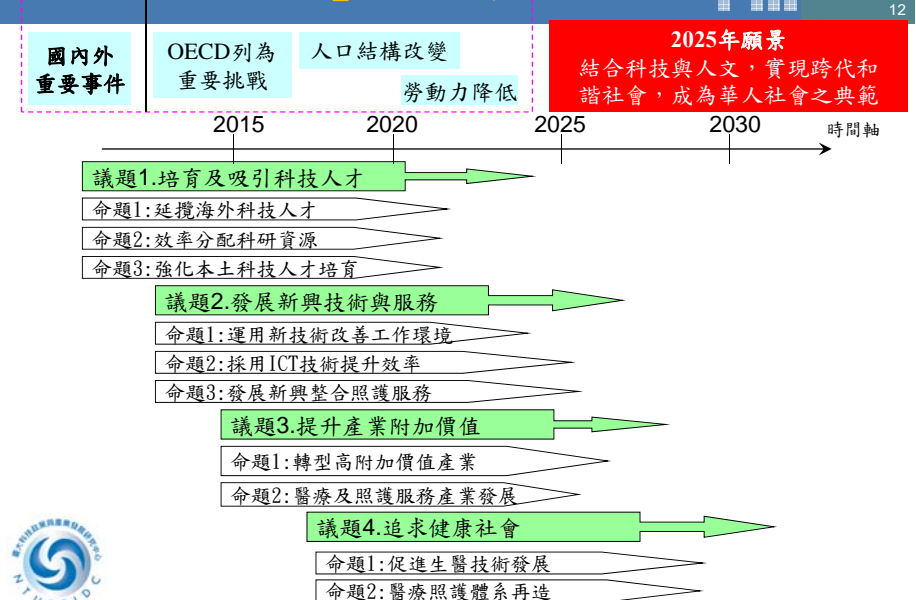 12
國內外
重要事件
OECD列為
重要挑戰
人口結構改變
勞動力降低
2025年願景
結合科技與人文，實現跨代和
諧社會，成為華人社會之典範
2015
2020
2025
2030
時間軸
議題1.培育及吸引科技人才
命題1:延攬海外科技人才
命題2:效率分配科研資源
命題3:強化本土科技人才培育
議題2.發展新興技術與服務
命題1:運用新技術改善工作環境
命題2:採用ICT技術提升效率
命題3:發展新興整合照護服務
議題3.提升產業附加價值
命題1:轉型高附加價值產業
命題2:醫療及照護服務產業發展
議題4.追求健康社會
命題1:促進生醫技術發展
命題2:醫療照護體系再造